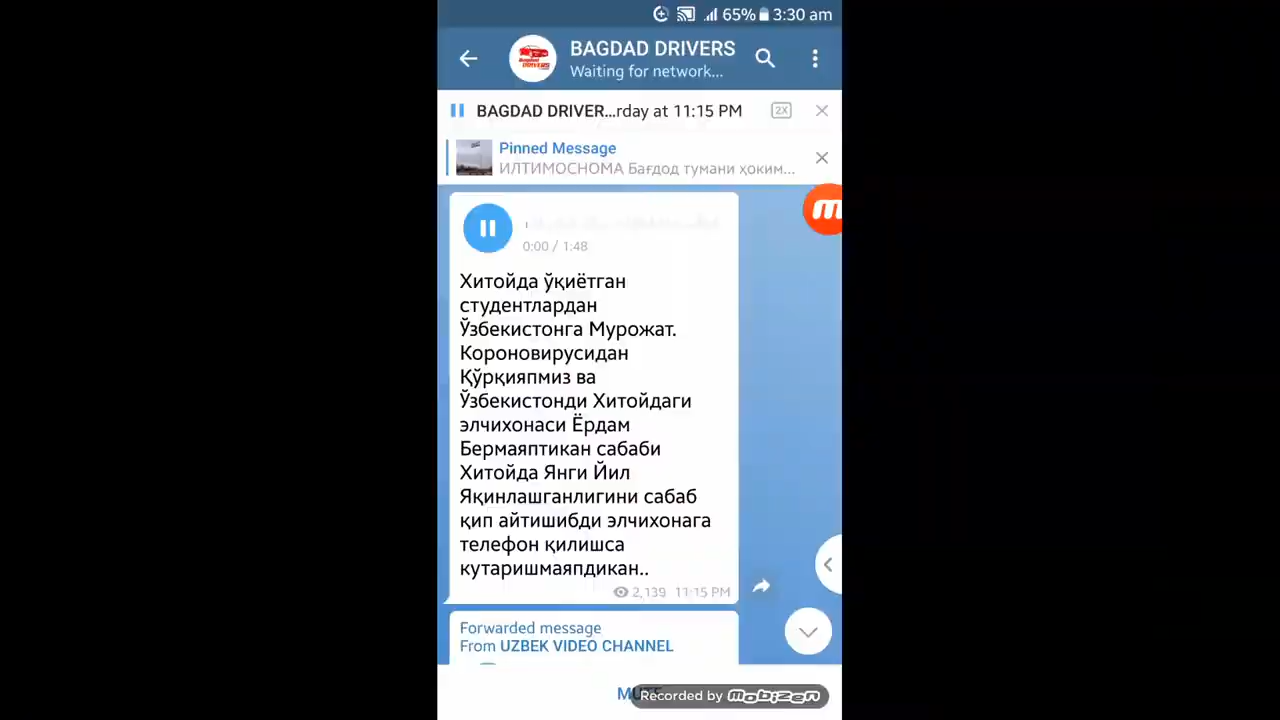 65% 3:30 am
BAGDAD DRIVERS
Waiting for network...
BAGDAD DRIVER...rday at 11:15 PM 2X
Pinned Message
ИЛТИМОСНОМА Бағдод тумани ҳоким...
0:00 / 1:48
Хитойда ўқиётган
студентлардан
Ўзбекистонга Мурожат.
Короновирусидан
Қўрқияпмиз ва
Ўзбекистонди Хитойдаги
элчихонаси Ёрдам
Бермаяптикан сабаби
Хитойда Янги Йил
Яқинлашганлигини сабаб
қип айтишибди элчихонага
телефон қилишса
кутаришмаяпдикан..
2,139 11:15 PM
Forwarded message
From UZBEK VIDEO CHANNEL
Recorded by mobizen